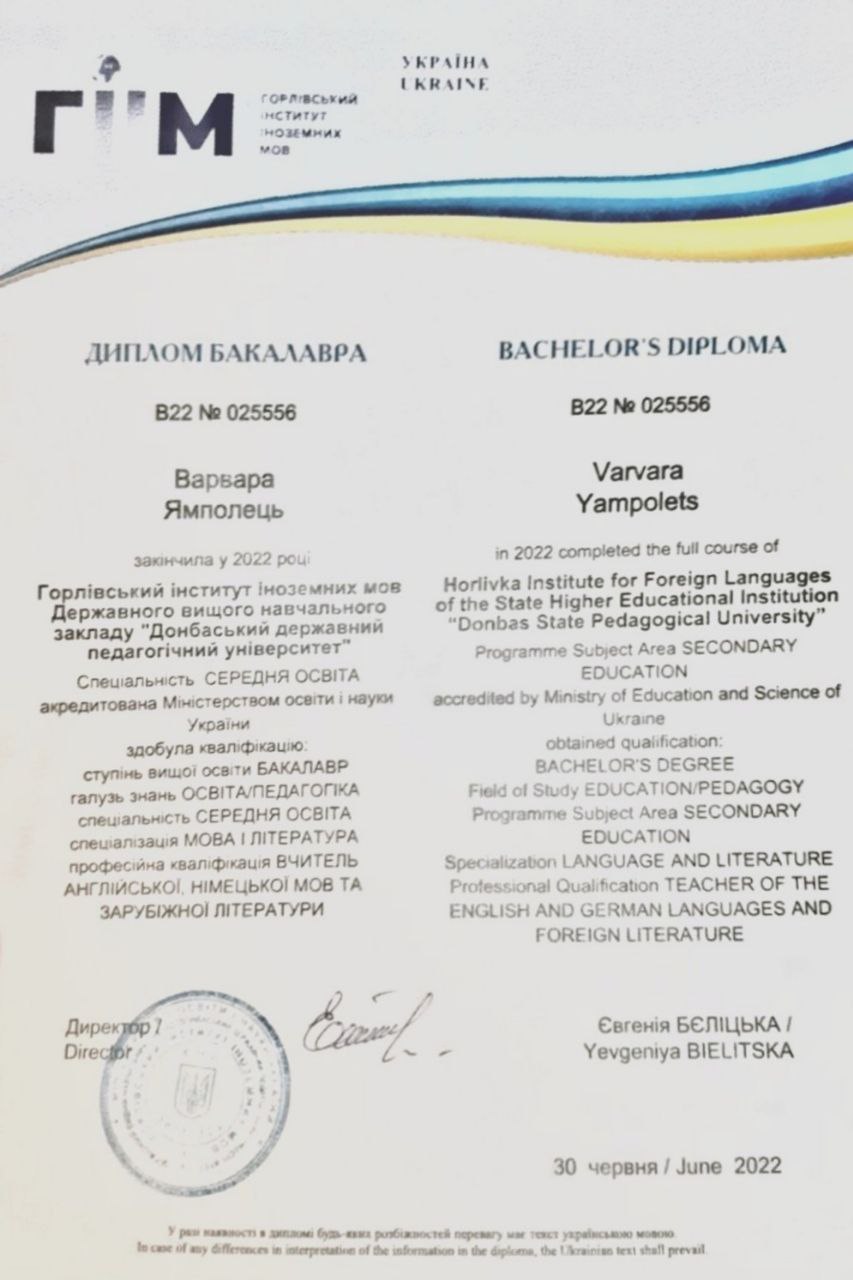 УКРАЇНА
UKRAINE
ГІІМ
ГОРЛІВСЬКИЙ
ІНСТИТУТ
ІНОЗЕМНИХ
МОВ
ДИПЛОМ БАКАЛАВРА
B22 № 025556
Варвара
Ямполець
закінчила у 2022 році
Горлівський інститут іноземних мов
Державного вищого навчального
закладу "Донбаський державний
педагогічний університет"
Спеціальність СЕРЕДНЯ ОСВІТА
акредитована Міністерством освіти і науки
України
здобула кваліфікацію:
ступінь вищої освіти БАКАЛАВР
галузь знань ОСВІТА/ПЕДАГОГІКА
спеціальність СЕРЕДНЯ ОСВІТА
спеціалізація МОВА І ЛІТЕРАТУРА
професійна кваліфікація ВЧИТЕЛЬ
АНГЛІЙСЬКОЇ, НІМЕЦЬКОЇ МОВ ТА
ЗАРУБІЖНОЇ ЛІТЕРАТУРИ
BACHELOR'S DIPLOMA
B22 № 025556
Varvara
Yampolets
in 2022 completed the full course of
Horlivka Institute for Foreign Languages
of the State Higher Educational Institution
“Donbas State Pedagogical University”
Programme Subject Area SECONDARY
EDUCATION
accredited by Ministry of Education and Science of
Ukraine
obtained qualification:
BACHELOR'S DEGREE
Field of Study EDUCATION/PEDAGOGY
Programme Subject Area SECONDARY
EDUCATION
Specialization LANGUAGE AND LITERATURE
Professional Qualification TEACHER OF THE
ENGLISH AND GERMAN LANGUAGES AND
FOREIGN LITERATURE
Директор /
Director
Євгенія БЄЛІЦЬКА /
Yevgeniya BIELITSKA
30 червня / June 2022
У разі наявності в дипломі будь-яких розбіжностей перевагу має текст українською мовою.
In case of any differences in interpretation of the information in the diploma, the Ukrainian text shall prevail.